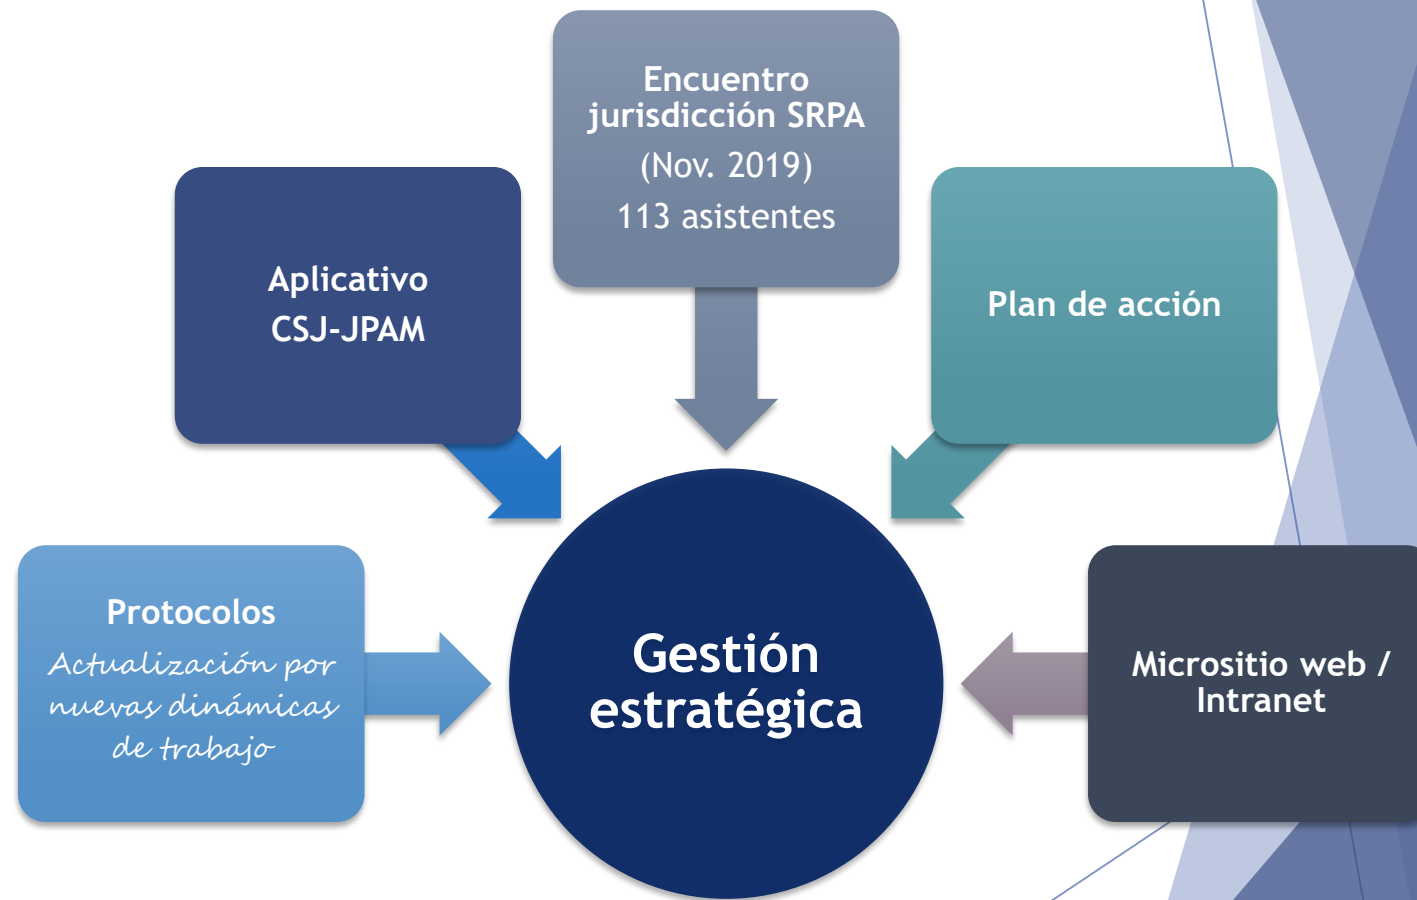 Encuentro
jurisdicción SRPA
(Nov. 2019)
113 asistentes
Aplicativo
CSJ-JPAM
Plan de acción
Protocolos
Actualización por
nuevas dinámicas
de trabajo
Gestión
estratégica
Micrositio web /
Intranet